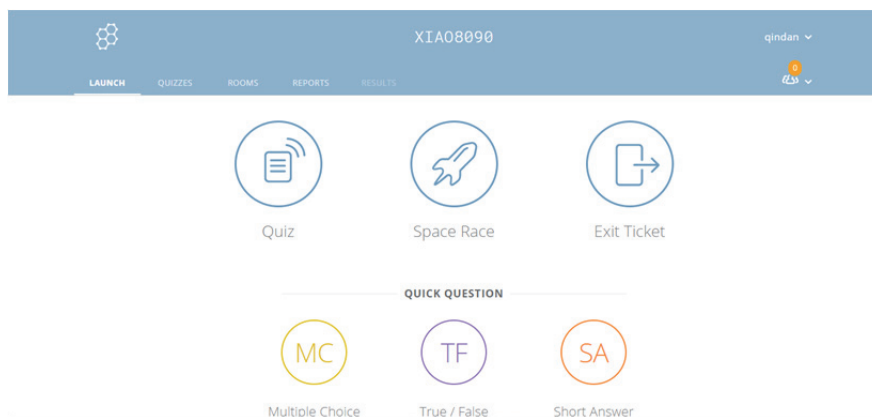 XIAO8090
qindan
0
LAUNCH QUIZZES ROOMS REPORTS RESULTS
Quiz Space Race Exit Ticket
QUICK QUESTION
MC TF SA
Multiple Choice True / False Short Answer